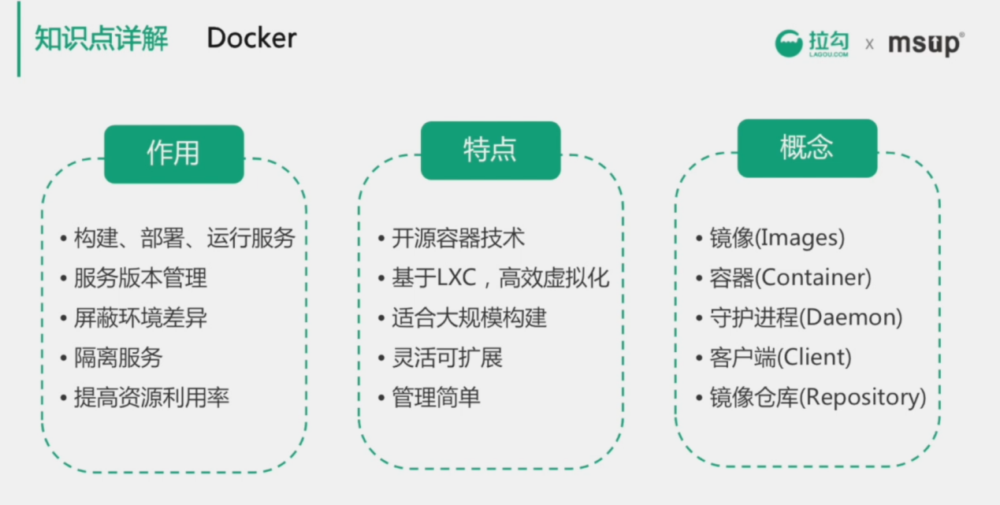 知识点详解 Docker
拉勾 x msup®
LAGOU.COM
作用
• 构建、部署、运行服务
• 服务版本管理
• 屏蔽环境差异
• 隔离服务
• 提高资源利用率
特点
• 开源容器技术
• 基于LXC，高效虚拟化
• 适合大规模构建
• 灵活可扩展
• 管理简单
概念
• 镜像(Images)
• 容器(Container)
• 守护进程(Daemon)
• 客户端(Client)
• 镜像仓库(Repository)